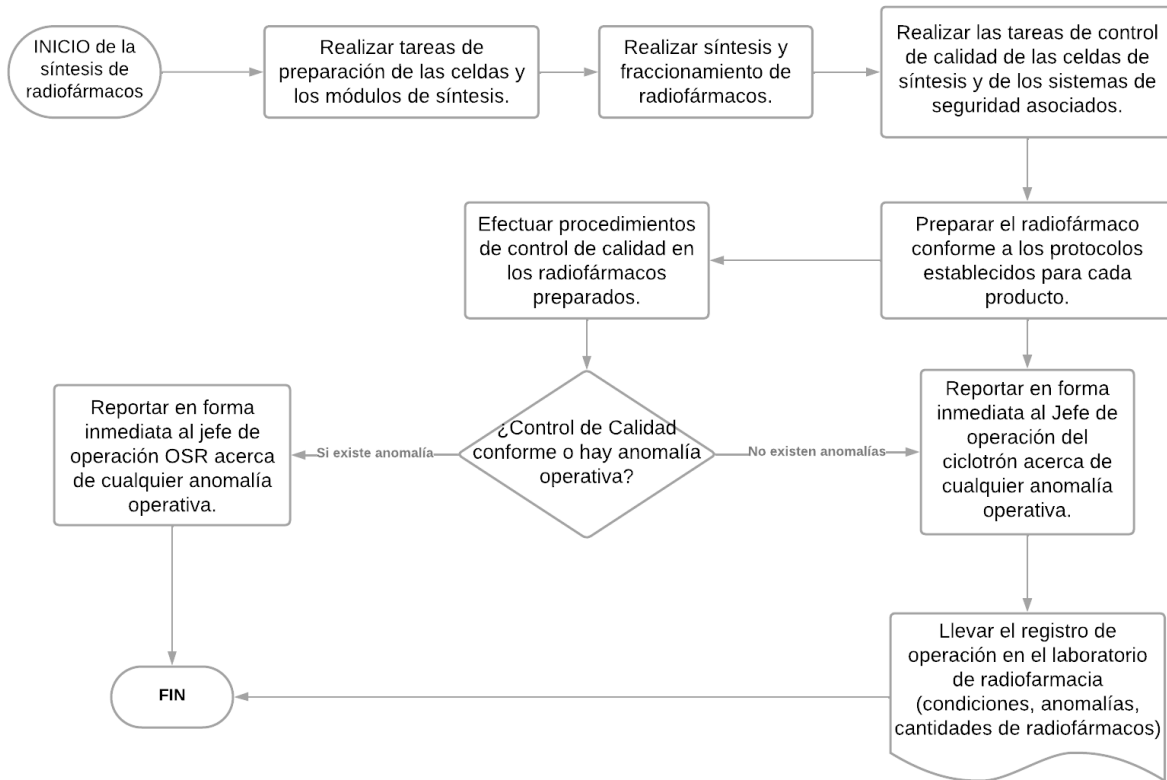 INICIO de la
síntesis de
radiofármacos
Realizar tareas de
preparación de las celdas y
los módulos de síntesis.
Realizar síntesis y
fraccionamiento de
radiofármacos.
Realizar las tareas de control
de calidad de las celdas de
síntesis y de los sistemas de
seguridad asociados.
Preparar el radiofármaco
conforme a los protocolos
establecidos para cada
producto.
Efectuar procedimientos
de control de calidad en
los radiofármacos
preparados.
¿Control de Calidad
conforme o hay anomalía
operativa?
Si existe anomalía
No existen anomalías
Reportar en forma
inmediata al jefe de
operación OSR acerca
de cualquier anomalía
operativa.
Reportar en forma
inmediata al Jefe de
operación del
ciclotrón acerca de
cualquier anomalía
operativa.
Llevar el registro de
operación en el laboratorio
de radiofarmacia
(condiciones, anomalías,
cantidades de radiofármacos)
FIN